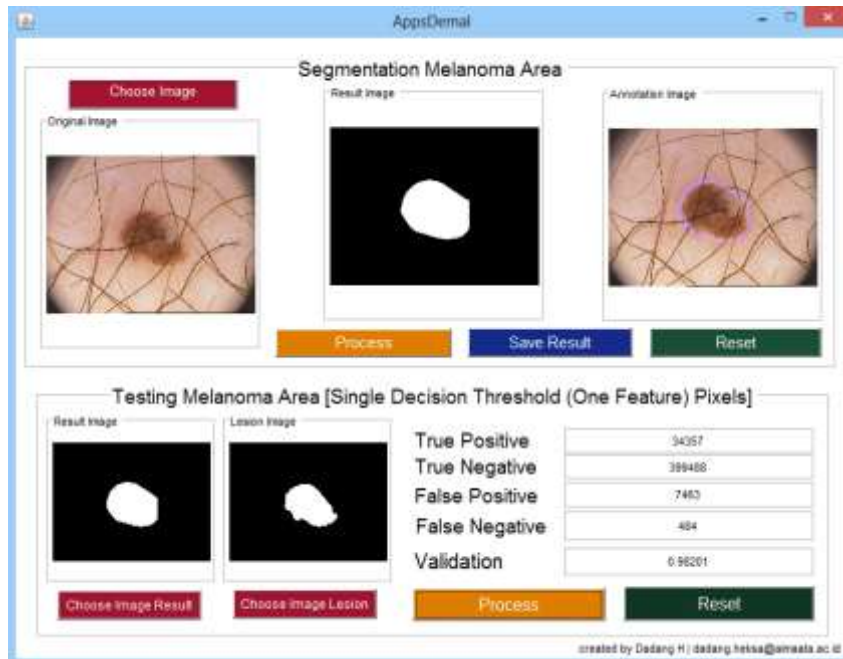 AppsDemal
Segmentation Melanoma Area
Choose Image
Original Image
Result Image
Annotation Image
Process
Save Result
Reset
Testing Melanoma Area [Single Decision Threshold (One Feature) Pixels]
Result Image
Lesion Image
True Positive
34357
True Negative
399488
False Positive
7463
False Negative
484
Validation
0.98201
Choose Image Result
Choose Image Lesion
Process
Reset
created by Dadang H | dadang.heksa@almaata.ac.id